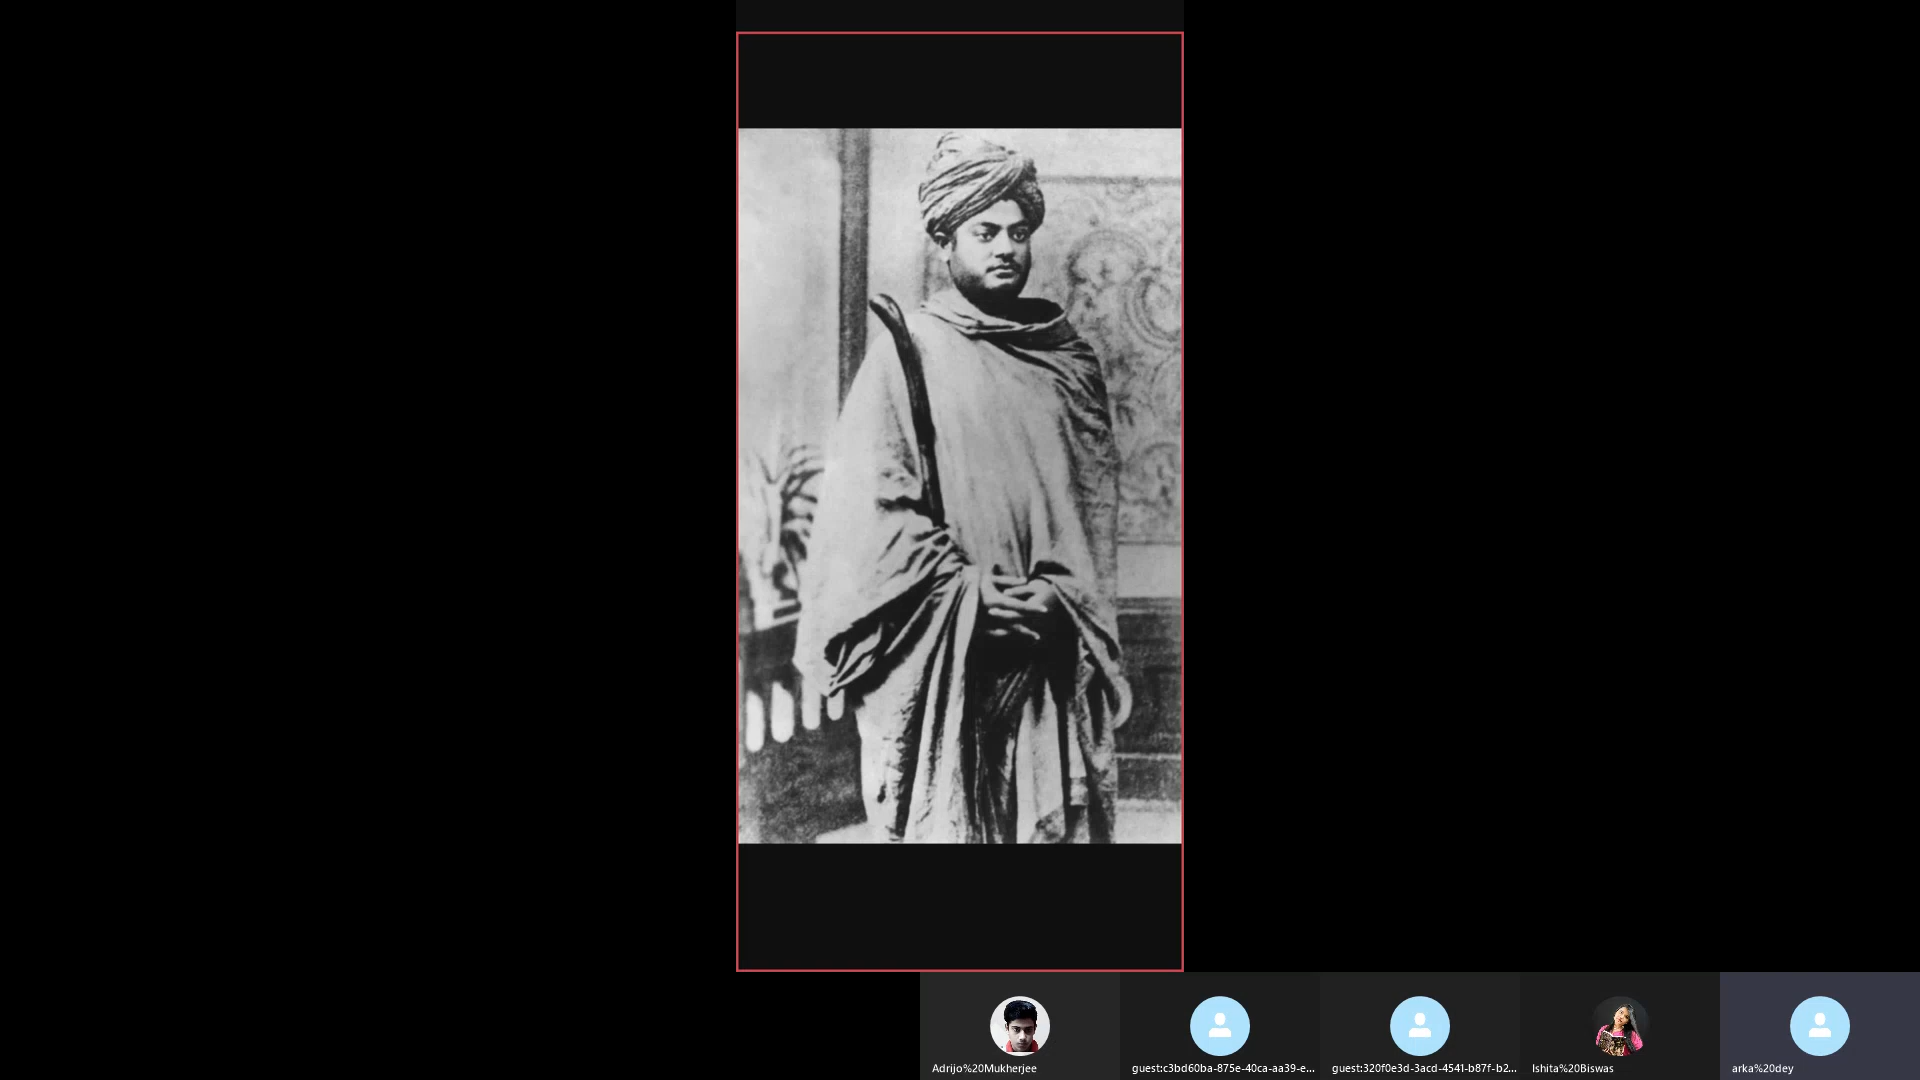 Adrijo%20Mukherjee
guest:c3bd60ba-875e-40ca-aa39-e...
guest:320f0e3d-3acd-4541-b87f-b2...
Ishita%20Biswas
arka%20dey